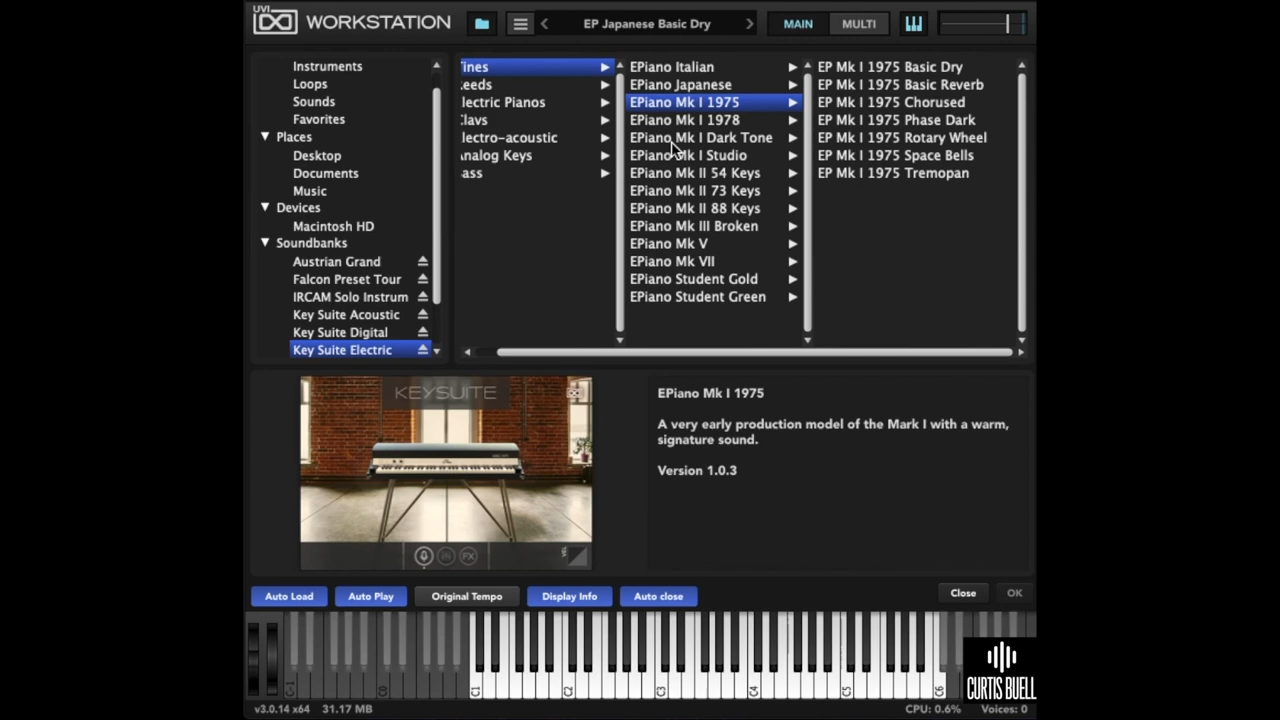 UVI
WORKSTATION
EP Japanese Basic Dry
MAIN
MULTI
Instruments
Loops
Sounds
Favorites
Places
Desktop
Documents
Music
Devices
Macintosh HD
Soundbanks
Austrian Grand
Falcon Preset Tour
IRCAM Solo Instrum
Key Suite Acoustic
Key Suite Digital
Key Suite Electric
ines
eeds
lectric Pianos
lavs
lectro-acoustic
nalog Keys
ass
EPiano Italian
EPiano Japanese
EPiano Mk I 1975
EPiano Mk I 1978
EPiano Mk I Dark Tone
EPiano Mk I Studio
EPiano Mk II 54 Keys
EPiano Mk II 73 Keys
EPiano Mk II 88 Keys
EPiano Mk III Broken
EPiano Mk V
EPiano Mk VII
EPiano Student Gold
EPiano Student Green
EP Mk I 1975 Basic Dry
EP Mk I 1975 Basic Reverb
EP Mk I 1975 Chorused
EP Mk I 1975 Phase Dark
EP Mk I 1975 Rotary Wheel
EP Mk I 1975 Space Bells
EP Mk I 1975 Tremopan
KEYSUITE
FX
VEL
EPiano Mk I 1975
A very early production model of the Mark I with a warm,
signature sound.
Version 1.0.3
Auto Load
Auto Play
Original Tempo
Display Info
Auto close
Close
OK
C-1
C0
C1
C2
C3
C4
C5
C6
CURTIS BUELL
v3.0.14 x64
31.17 MB
CPU: 0.6%
Voices: 0